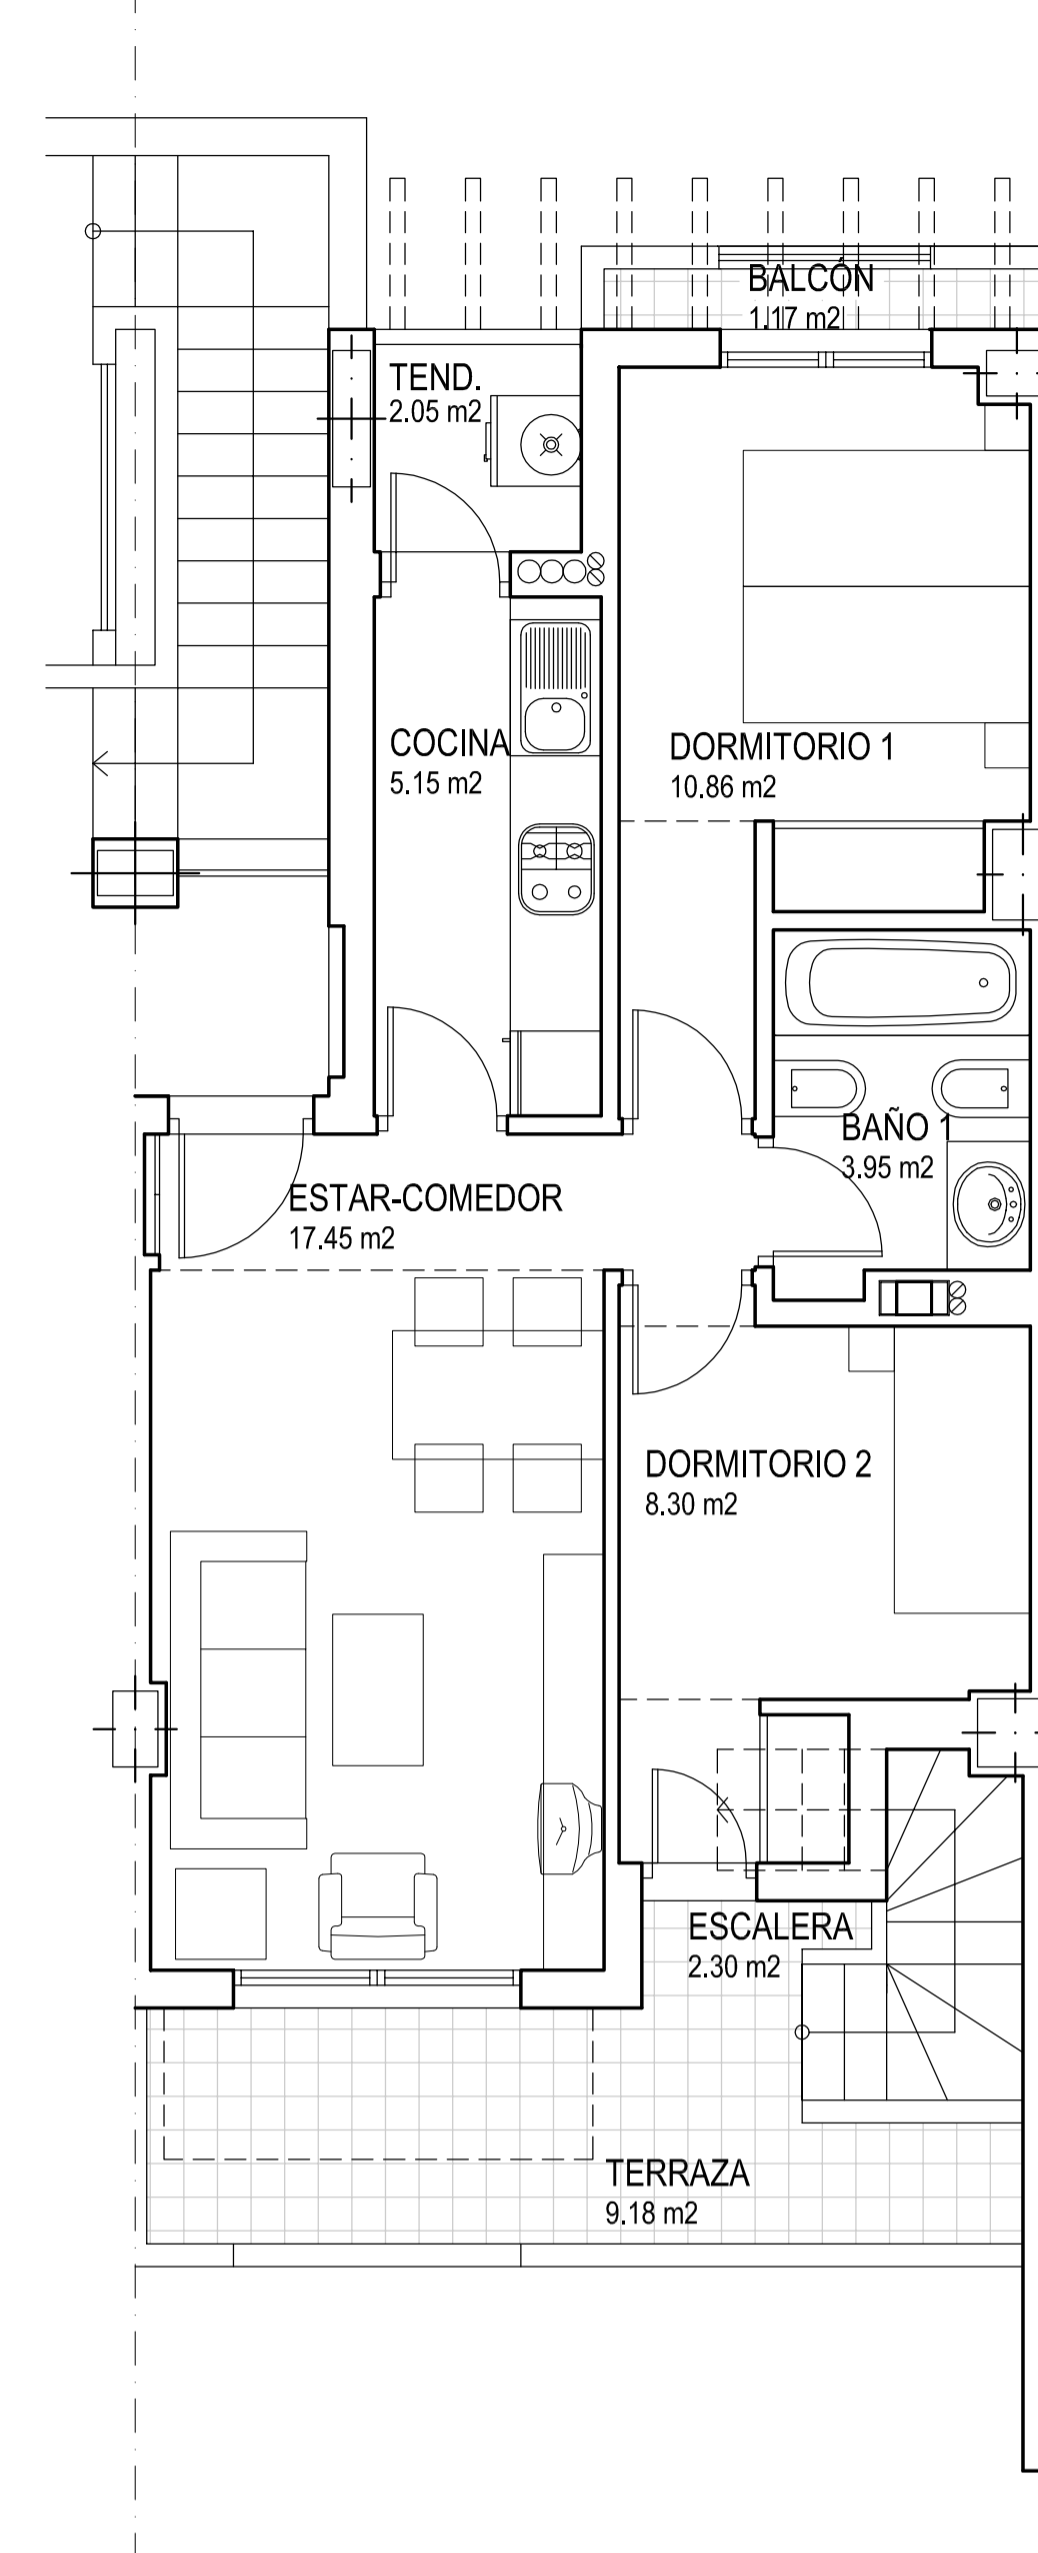 BALCÓN
1.17 m2
TEND.
2.05 m2
COCINA
5.15 m2
DORMITORIO 1
10.86 m2
BAÑO 1
3.95 m2
ESTAR-COMEDOR
17.45 m2
DORMITORIO 2
8.30 m2
ESCALERA
2.30 m2
TERRAZA
9.18 m2